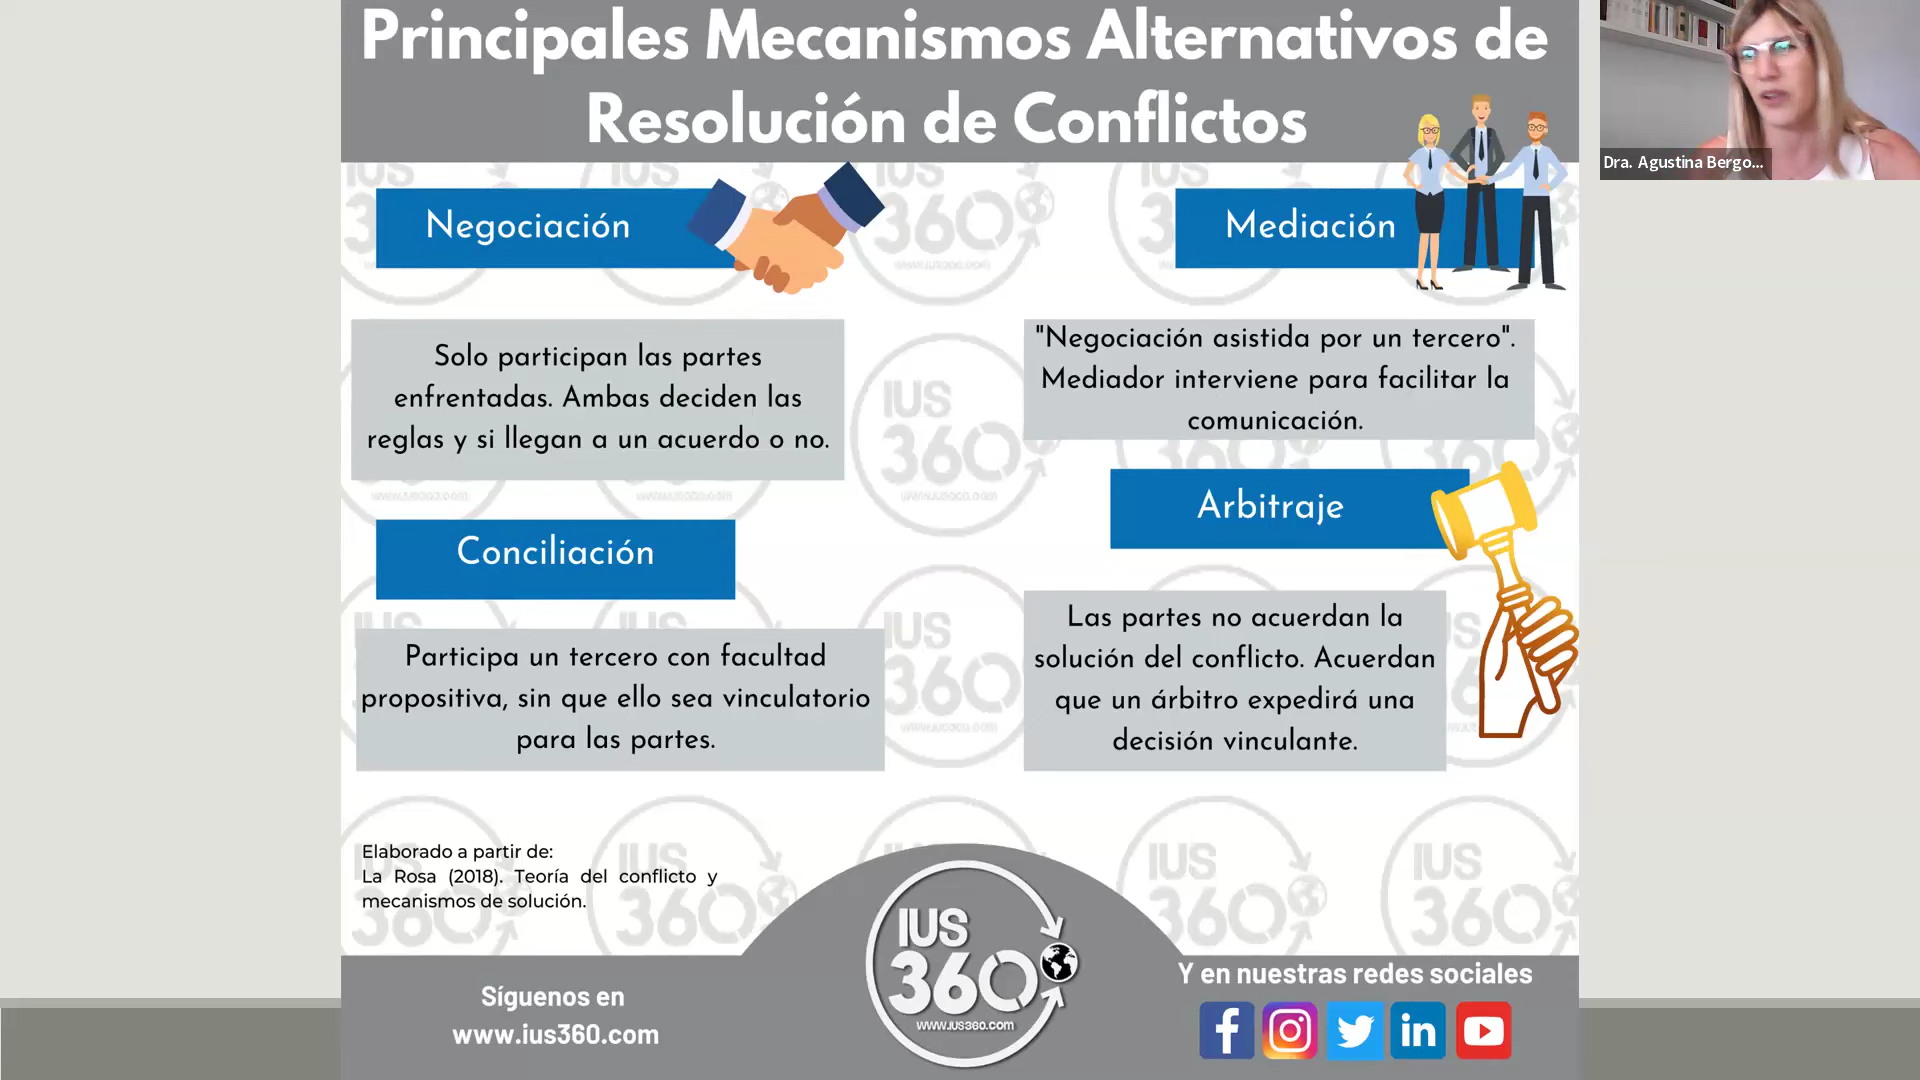 Principales Mecanismos Alternativos de
Resolución de Conflictos
Dra. Agustina Bergo...
Negociación
Solo participan las partes
enfrentadas. Ambas deciden las
reglas y si llegan a un acuerdo o no.
Mediación
"Negociación asistida por un tercero".
Mediador interviene para facilitar la
comunicación.
Conciliación
Participa un tercero con facultad
propositiva, sin que ello sea vinculatorio
para las partes.
Arbitraje
Las partes no acuerdan la
solución del conflicto. Acuerdan
que un árbitro expedirá una
decisión vinculante.
Elaborado a partir de:
La Rosa (2018). Teoría del conflicto y
mecanismos de solución.
Síguenos en
www.ius360.com
IUS
360
www.ius360.com
Y en nuestras redes sociales